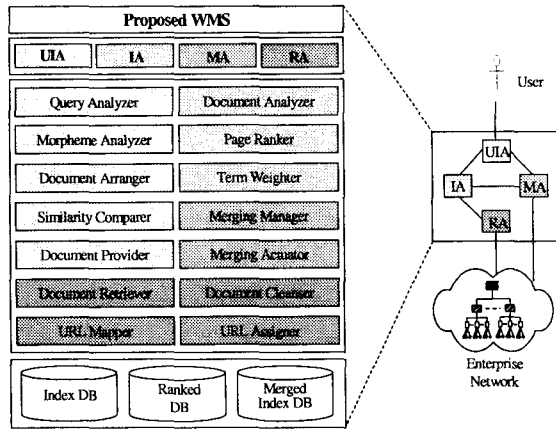 Proposed WMS
UIA IA MA RA
Query Analyzer Document Analyzer
Morpheme Analyzer Page Ranker
Document Arranger Term Weighter
Similarity Comparer Merging Manager
Document Provider Merging Actuator
Document Retriever Document Cleanser
URL Mapper URL Assigner
Index DB
Ranked
DB
Merged
Index DB
User
UIA
IA MA
RA
Enterprise
Network